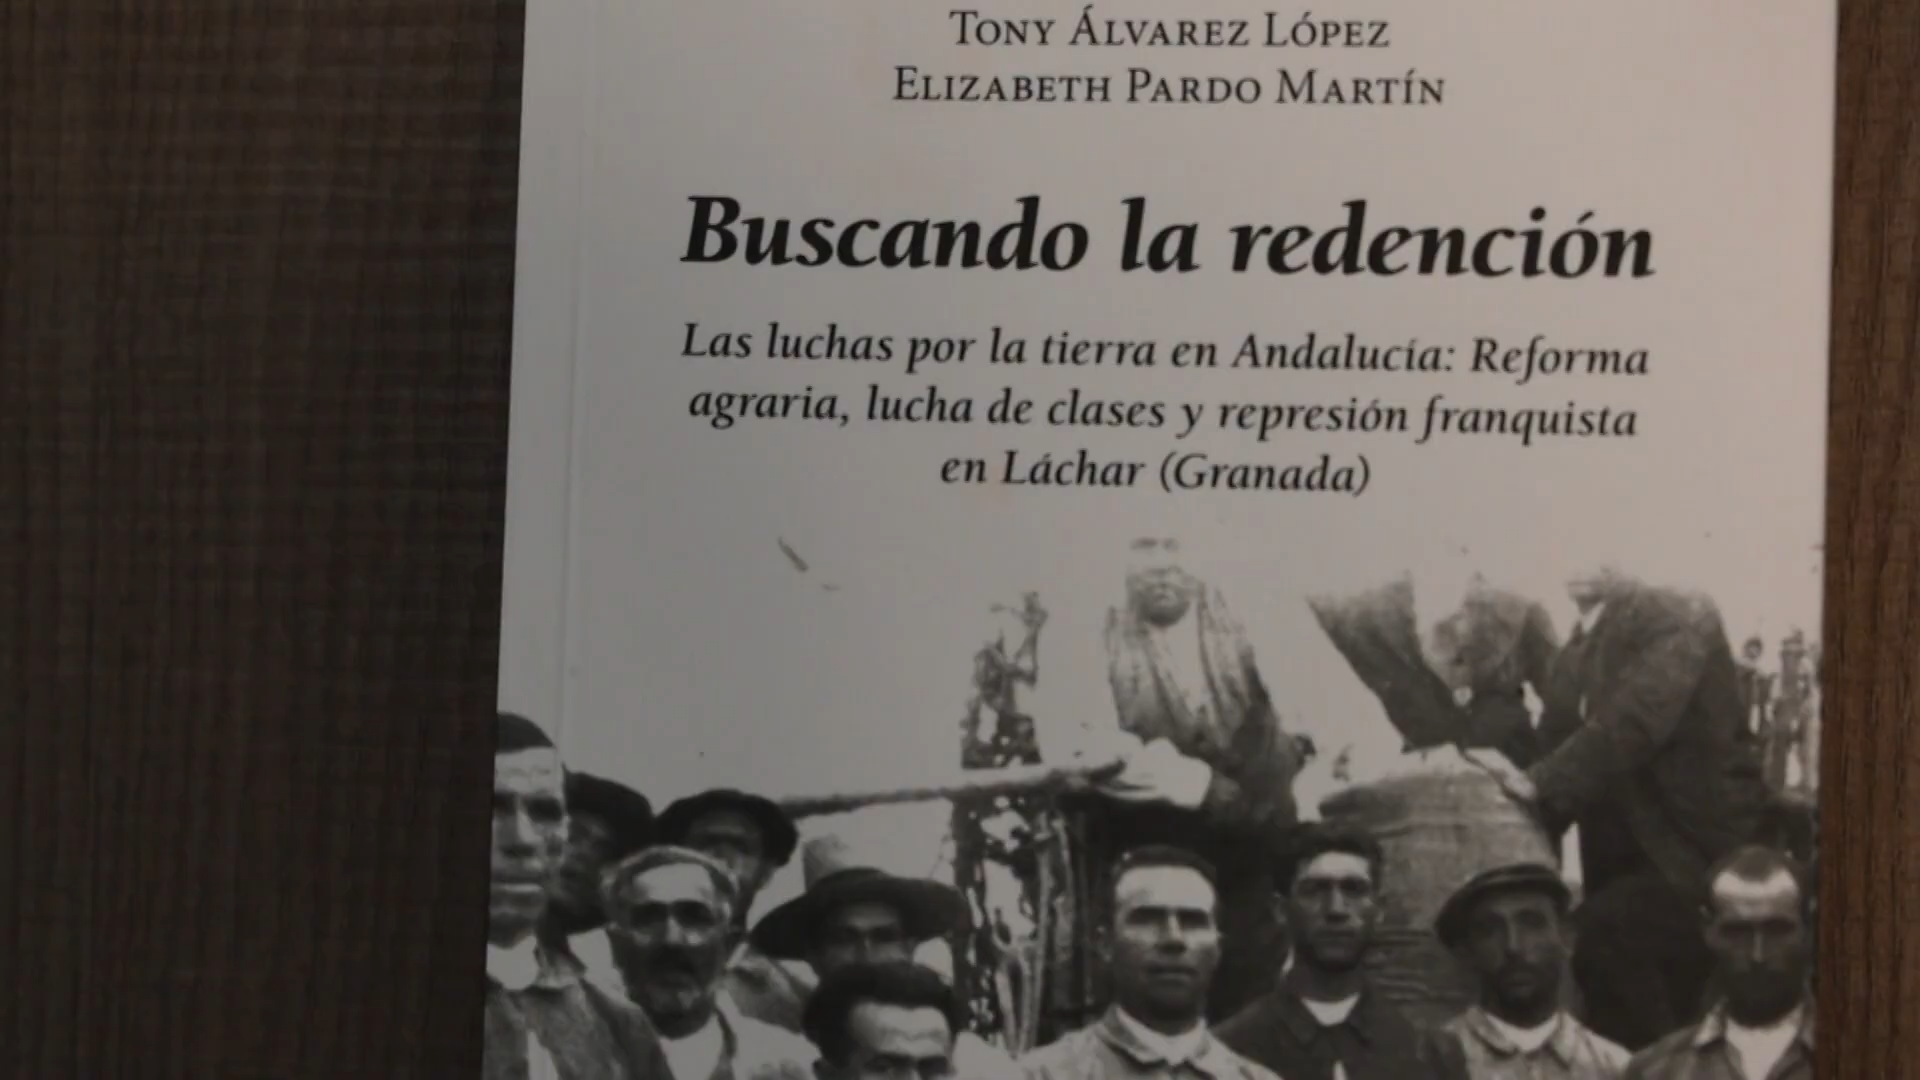 Tony Álvarez López
Elizabeth Pardo Martín
Buscando la redención
Las luchas por la tierra en Andalucía: Reforma
agraria, lucha de clases y represión franquista
en Láchar (Granada)